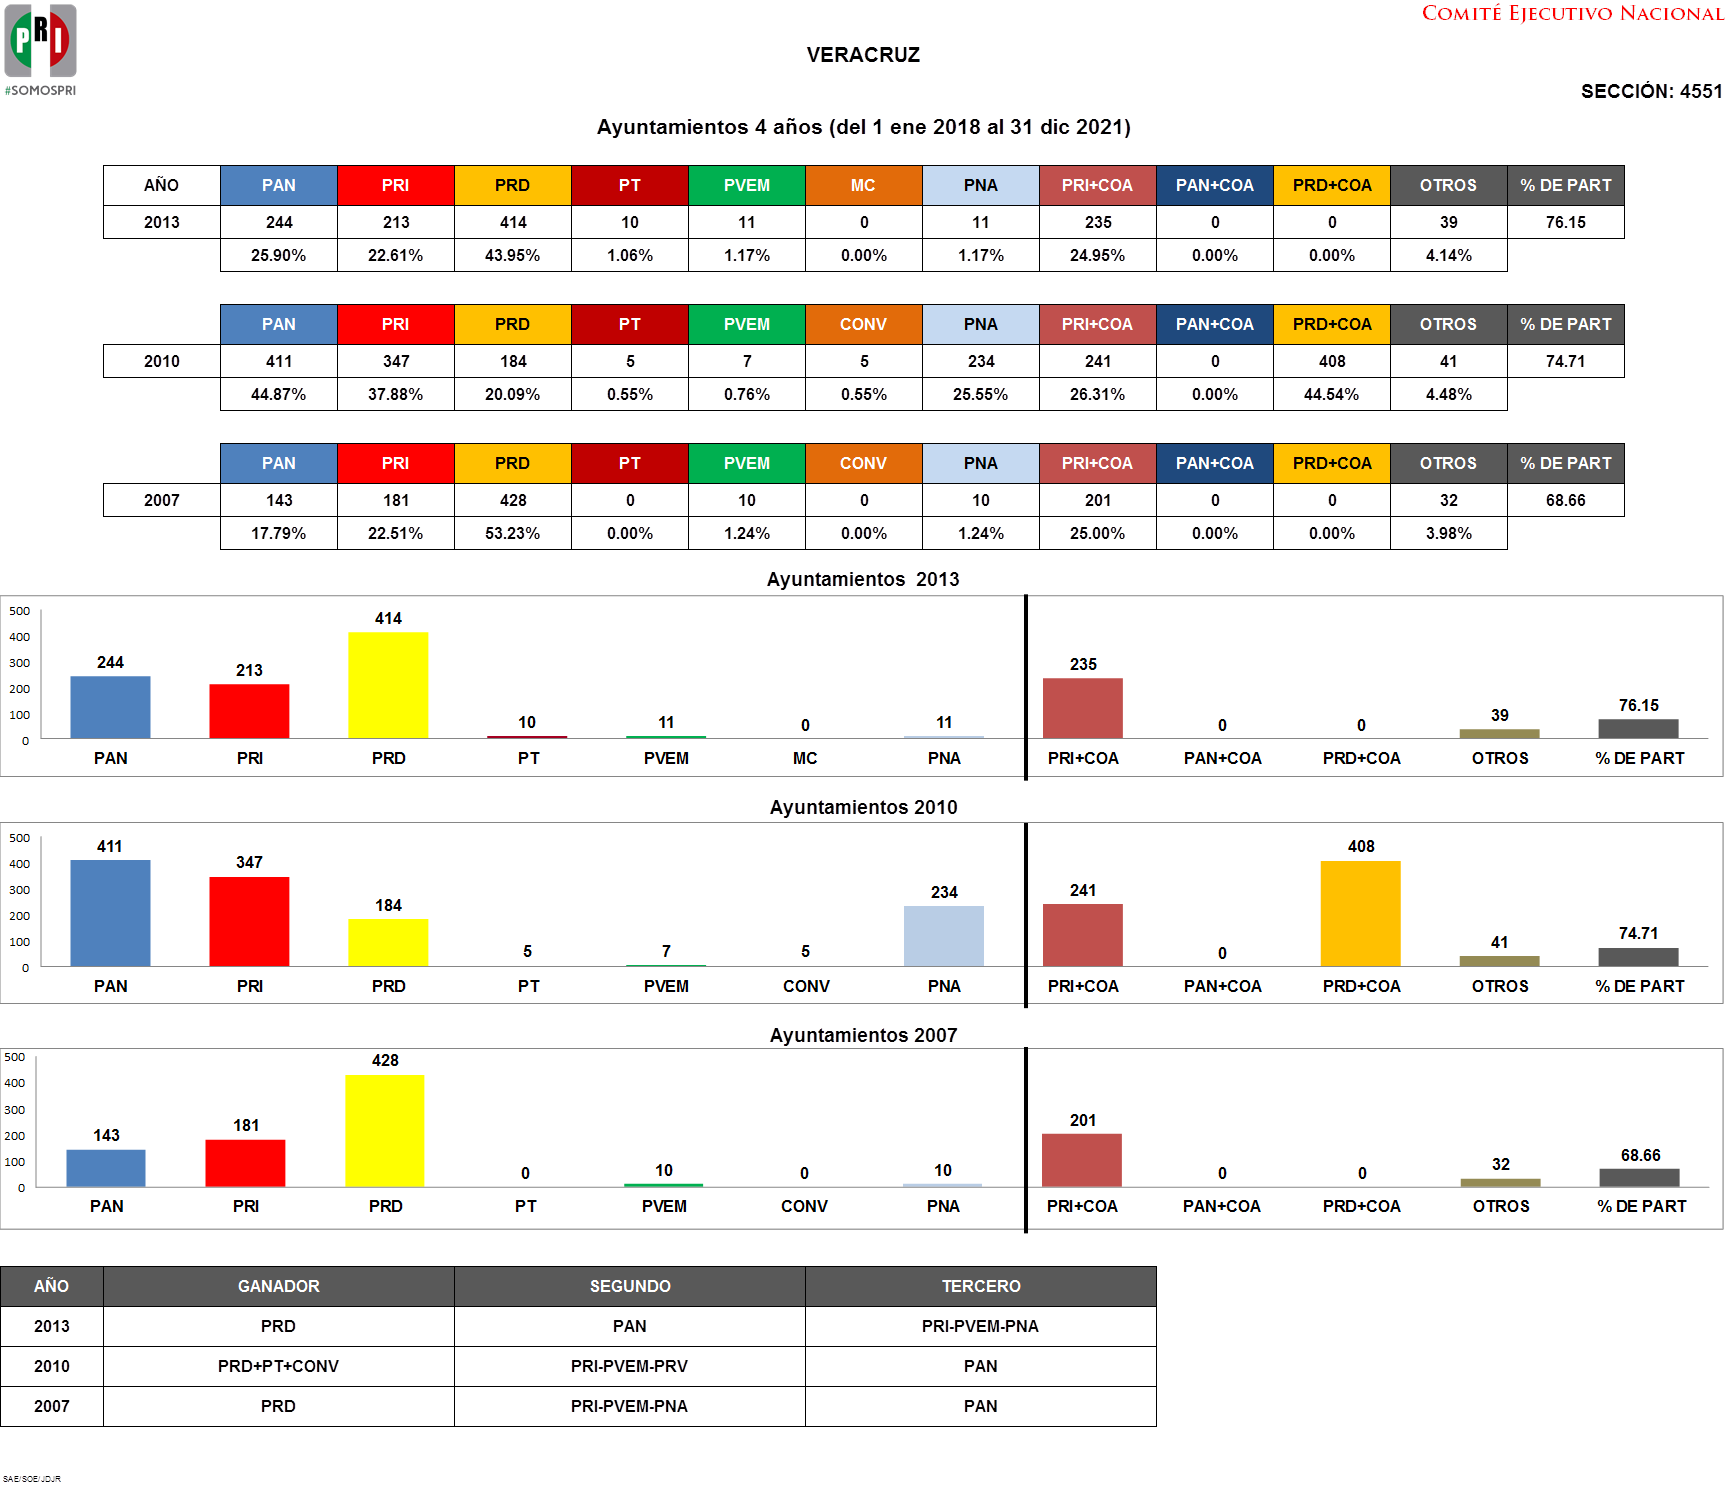 PRI
#SOMOSPRI
COMITÉ EJECUTIVO NACIONAL
VERACRUZ
SECCIÓN: 4551
Ayuntamientos 4 años (del 1 ene 2018 al 31 dic 2021)
AÑO PAN PRI PRD PT PVEM MC PNA PRI+COA PAN+COA PRD+COA OTROS % DE PART
2013 244 213 414 10 11 0 11 235 0 0 39 76.15
25.90% 22.61% 43.95% 1.06% 1.17% 0.00% 1.17% 24.95% 0.00% 0.00% 4.14%
PAN PRI PRD PT PVEM CONV PNA PRI+COA PAN+COA PRD+COA OTROS % DE PART
2010 411 347 184 5 7 5 234 241 0 408 41 74.71
44.87% 37.88% 20.09% 0.55% 0.76% 0.55% 25.55% 26.31% 0.00% 44.54% 4.48%
PAN PRI PRD PT PVEM CONV PNA PRI+COA PAN+COA PRD+COA OTROS % DE PART
2007 143 181 428 0 10 0 10 201 0 0 32 68.66
17.79% 22.51% 53.23% 0.00% 1.24% 0.00% 1.24% 25.00% 0.00% 0.00% 3.98%
Ayuntamientos 2013
500
400
300
200
100
0
244 213 414 10 11 0 11 235 0 0 39 76.15
PAN PRI PRD PT PVEM MC PNA PRI+COA PAN+COA PRD+COA OTROS % DE PART
Ayuntamientos 2010
500
400
300
200
100
0
411 347 184 5 7 5 234 241 0 408 41 74.71
PAN PRI PRD PT PVEM CONV PNA PRI+COA PAN+COA PRD+COA OTROS % DE PART
Ayuntamientos 2007
500
400
300
200
100
0
143 181 428 0 10 0 10 201 0 0 32 68.66
PAN PRI PRD PT PVEM CONV PNA PRI+COA PAN+COA PRD+COA OTROS % DE PART
AÑO GANADOR SEGUNDO TERCERO
2013 PRD PAN PRI-PVEM-PNA
2010 PRD+PT+CONV PRI-PVEM-PRV PAN
2007 PRD PRI-PVEM-PNA PAN
SAE/SOE/JDJR